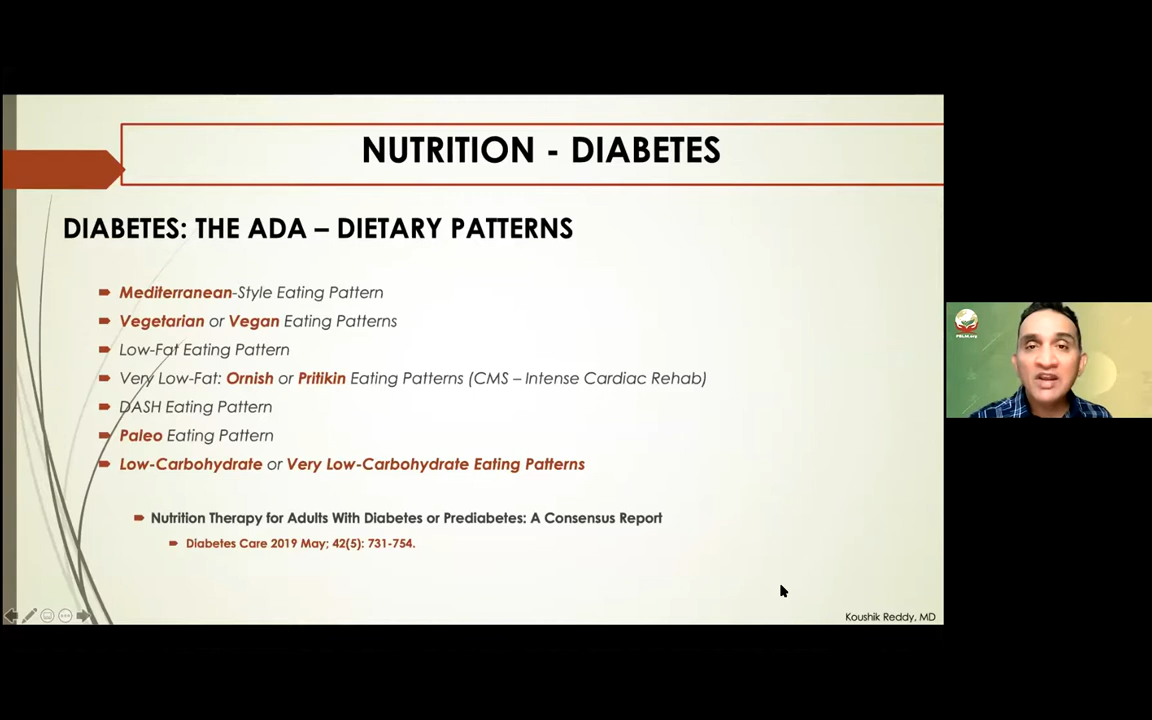 NUTRITION - DIABETES
DIABETES: THE ADA – DIETARY PATTERNS
Mediterranean-Style Eating Pattern
Vegetarian or Vegan Eating Patterns
Low-Fat Eating Pattern
Very Low-Fat: Ornish or Pritikin Eating Patterns (CMS – Intense Cardiac Rehab)
DASH Eating Pattern
Paleo Eating Pattern
Low-Carbohydrate or Very Low-Carbohydrate Eating Patterns
Nutrition Therapy for Adults With Diabetes or Prediabetes: A Consensus Report
Diabetes Care 2019 May; 42(5): 731-754.
Koushik Reddy, MD
PBLM.org